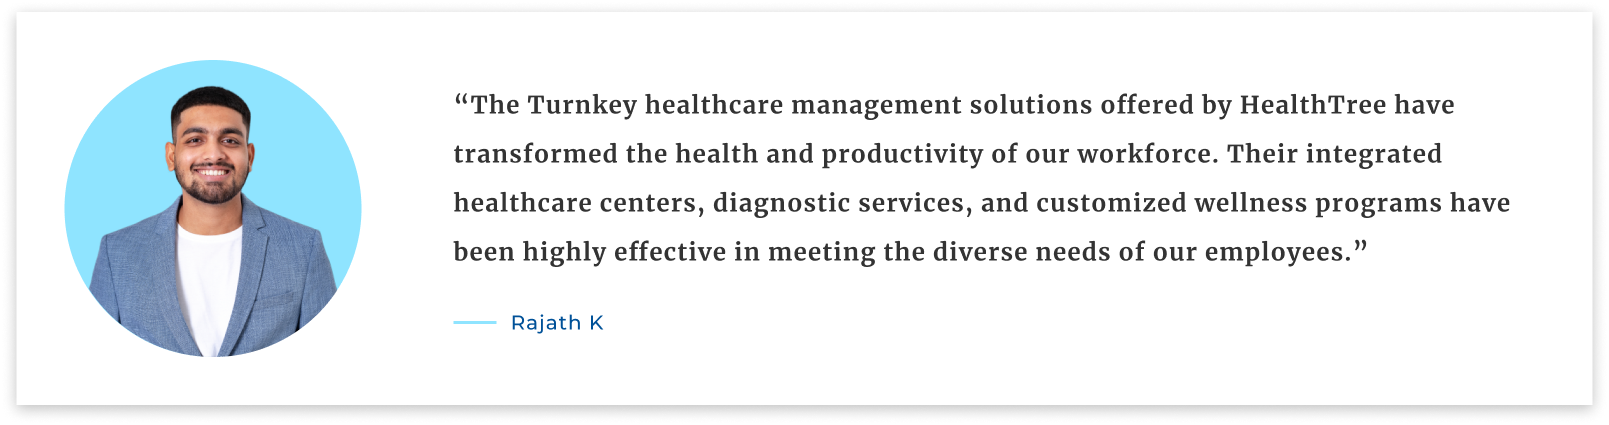 “The Turnkey healthcare management solutions offered by HealthTree have
transformed the health and productivity of our workforce. Their integrated
healthcare centers, diagnostic services, and customized wellness programs have
been highly effective in meeting the diverse needs of our employees.”
Rajath K